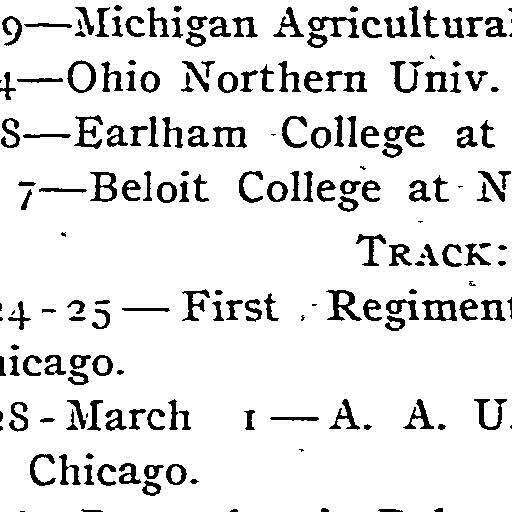 9—Michigan Agricultural
4—Ohio Northern Univ.
8—Earlham College at
7—Beloit College at N
TRACK:
24-25—First Regiment
hicago.
28-March 1—A. A. U.
Chicago.